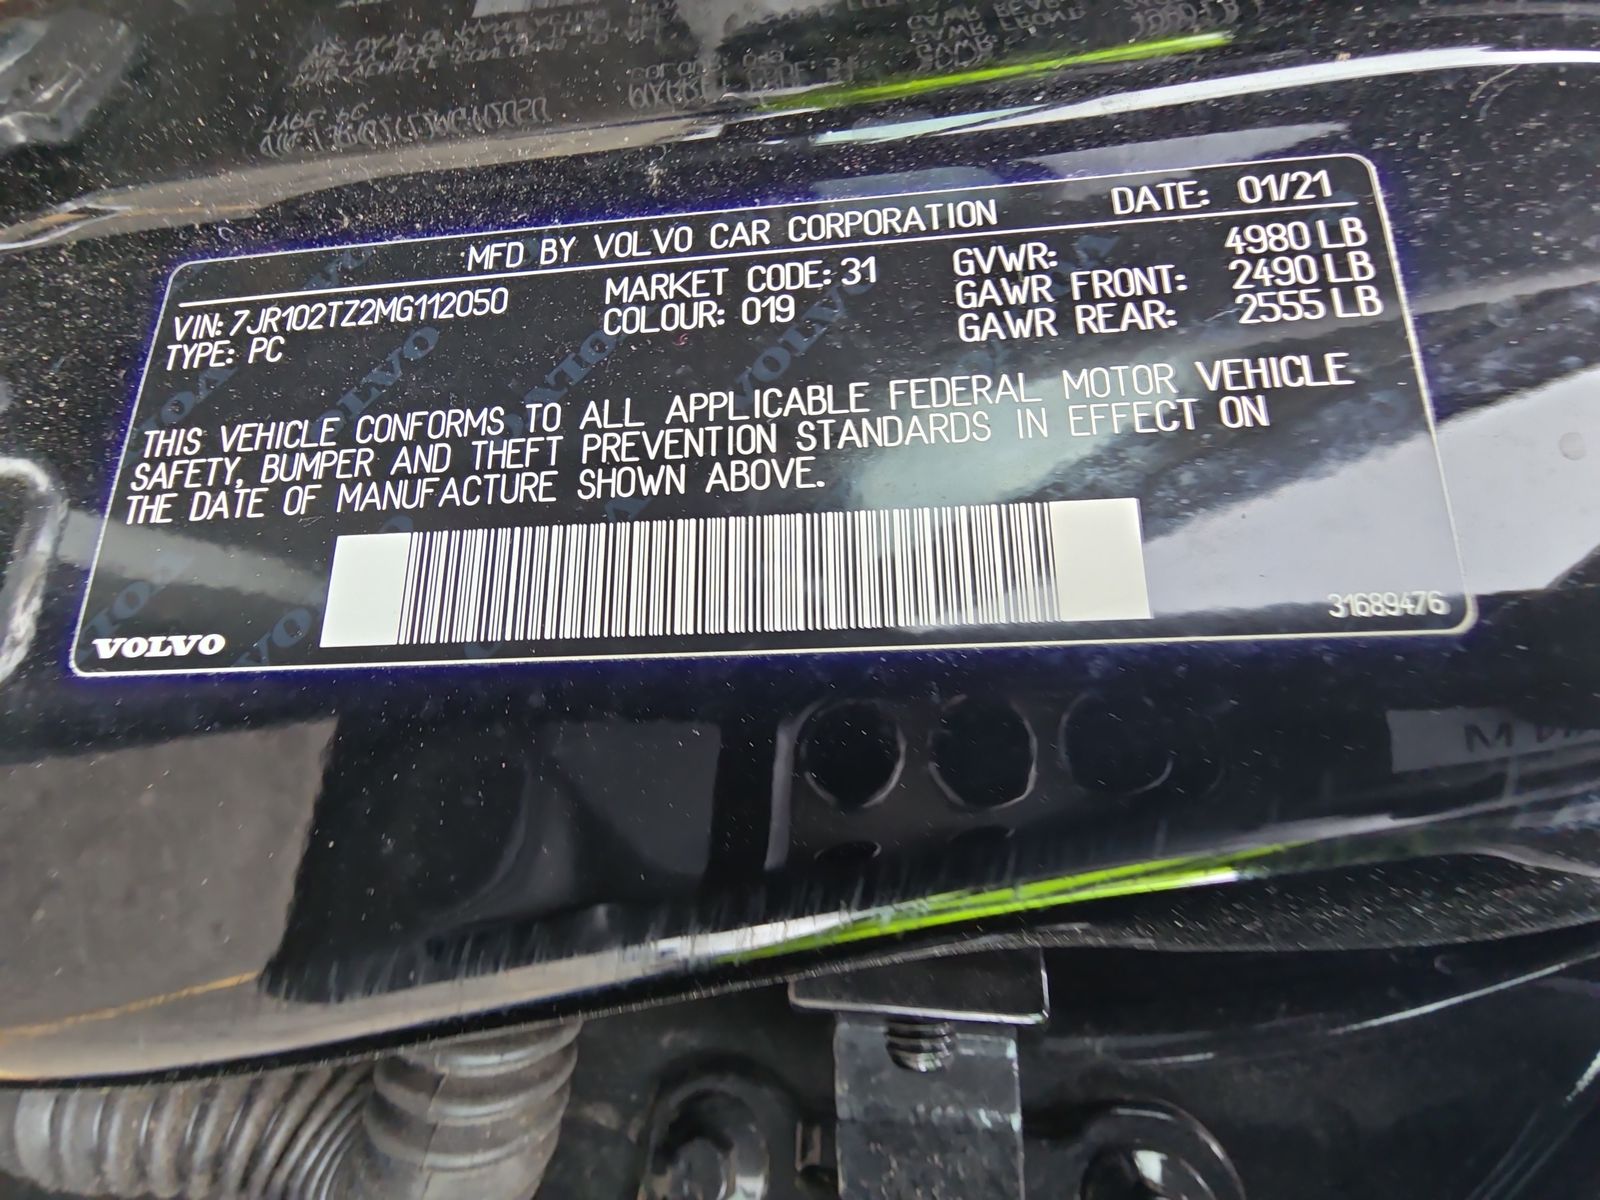 MFD BY VOLVO CAR CORPORATION DATE: 01/21
VIN: 7JR102TZ2MG112050 MARKET CODE: 31 GVWR: 4980 LB
TYPE: PC COLOUR: 019 GAWR FRONT: 2490 LB
GAWR REAR: 2555 LB
THIS VEHICLE CONFORMS TO ALL APPLICABLE FEDERAL MOTOR VEHICLE
SAFETY, BUMPER AND THEFT PREVENTION STANDARDS IN EFFECT ON
THE DATE OF MANUFACTURE SHOWN ABOVE.
VOLVO
31689476